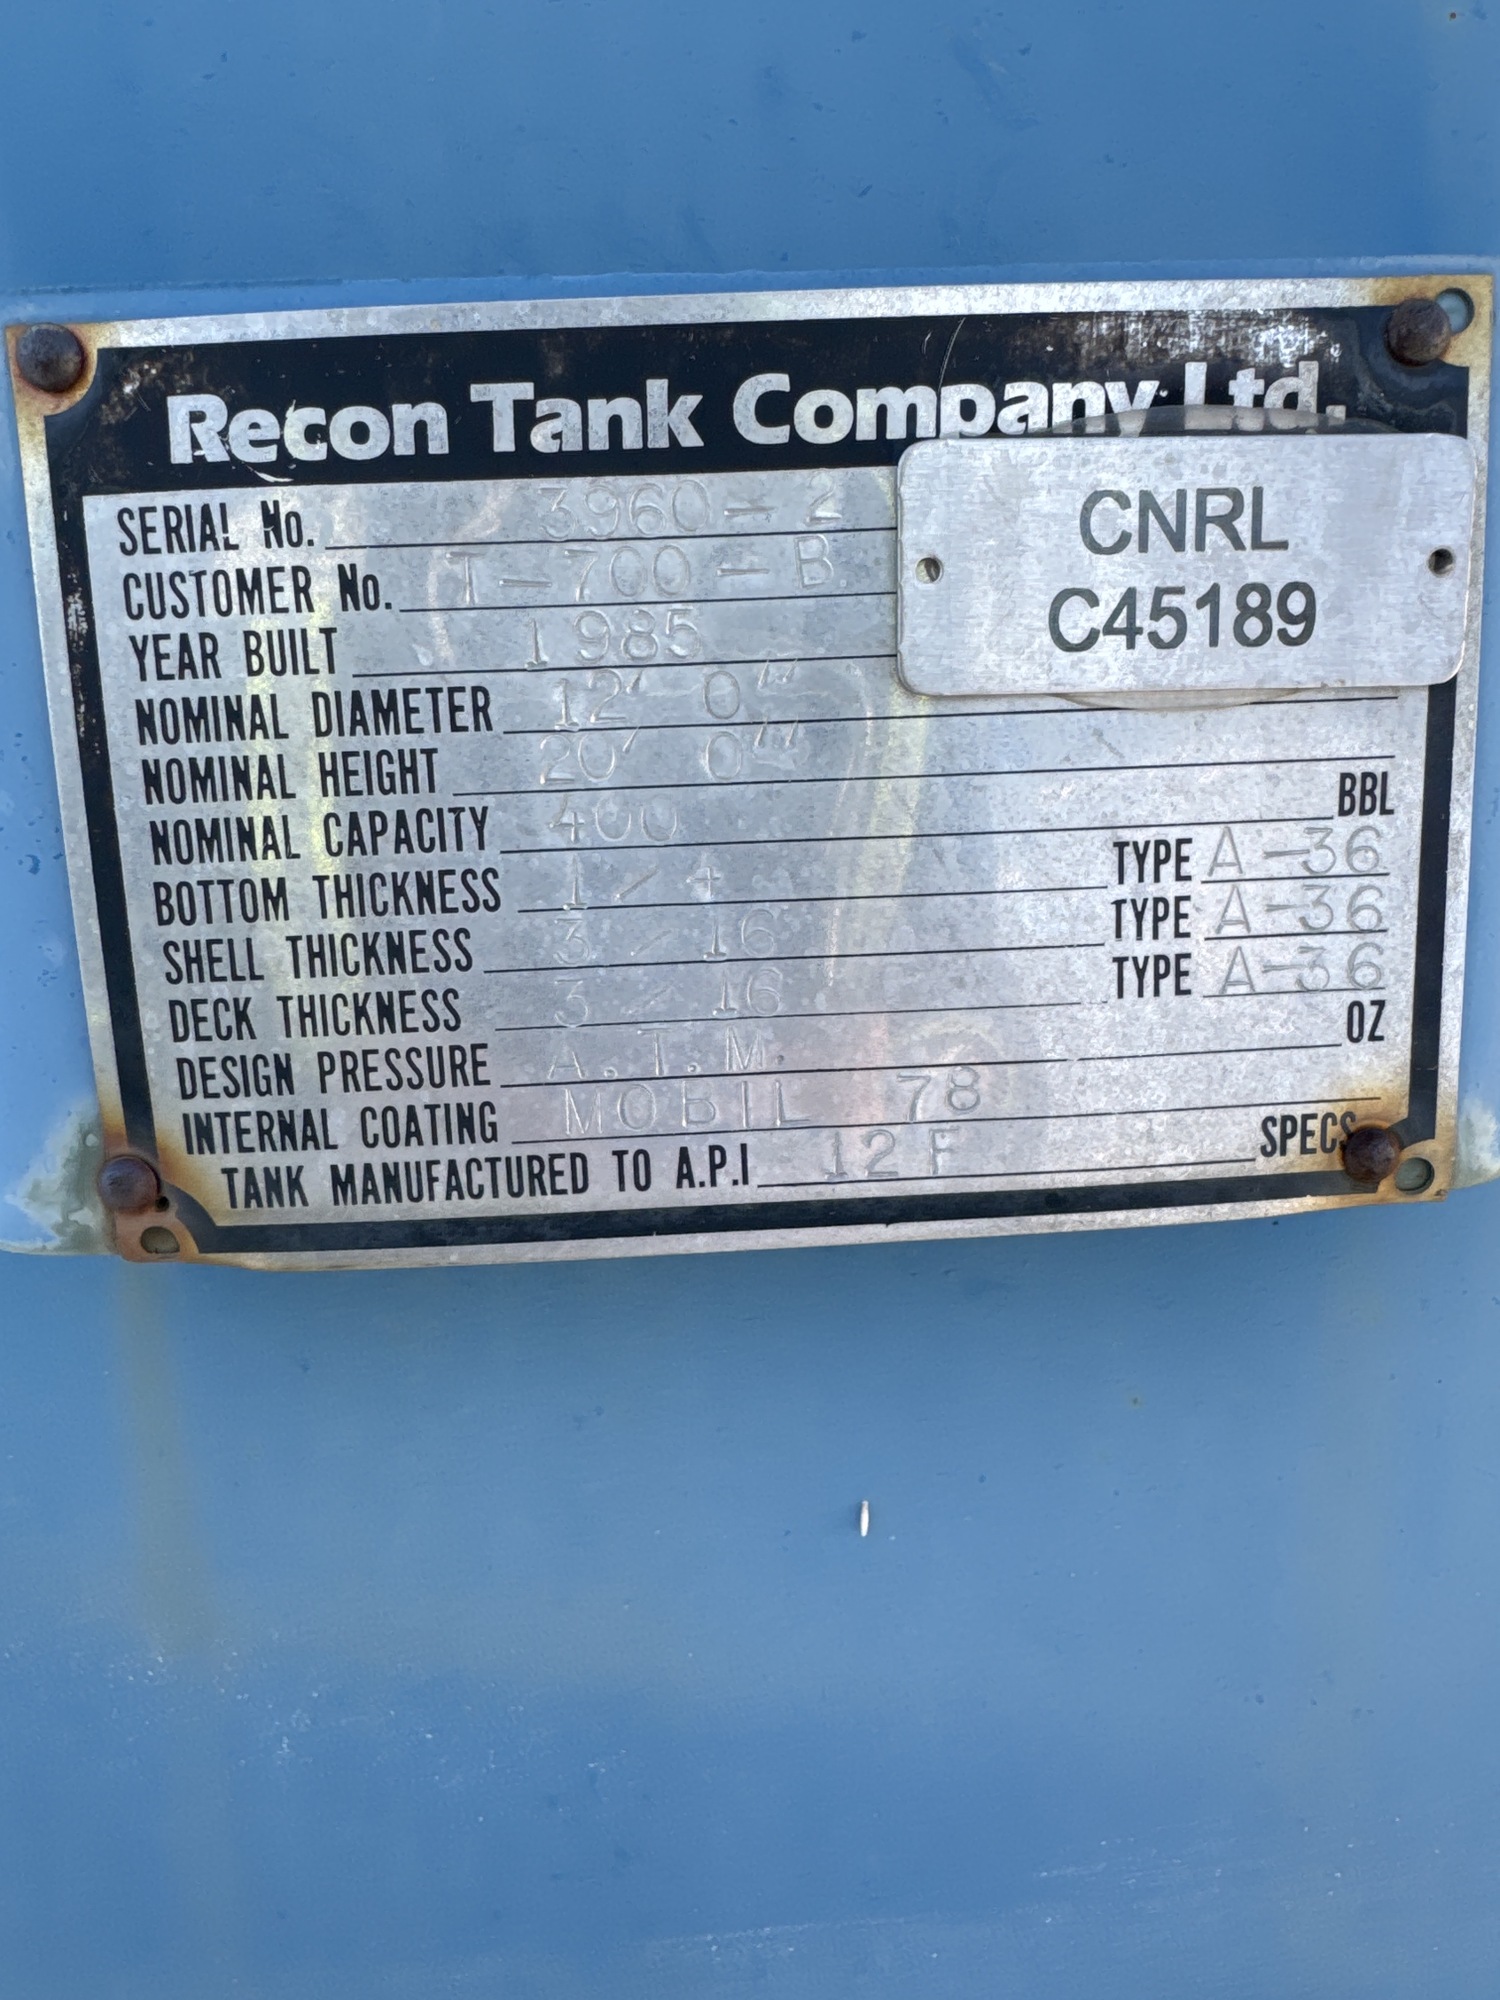 Recon Tank Company Ltd.
CNRL
C45189
SERIAL No. 3960-2
CUSTOMER No. T-700-B
YEAR BUILT 1985
NOMINAL DIAMETER 12' 0"
NOMINAL HEIGHT 20' 0"
NOMINAL CAPACITY 400 BBL
BOTTOM THICKNESS 1/4 TYPE A-36
SHELL THICKNESS 3/16 TYPE A-36
DECK THICKNESS 3/16 TYPE A-36
DESIGN PRESSURE A.T.M. OZ
INTERNAL COATING MOBIL 78
TANK MANUFACTURED TO A.P.I 12 F SPECS